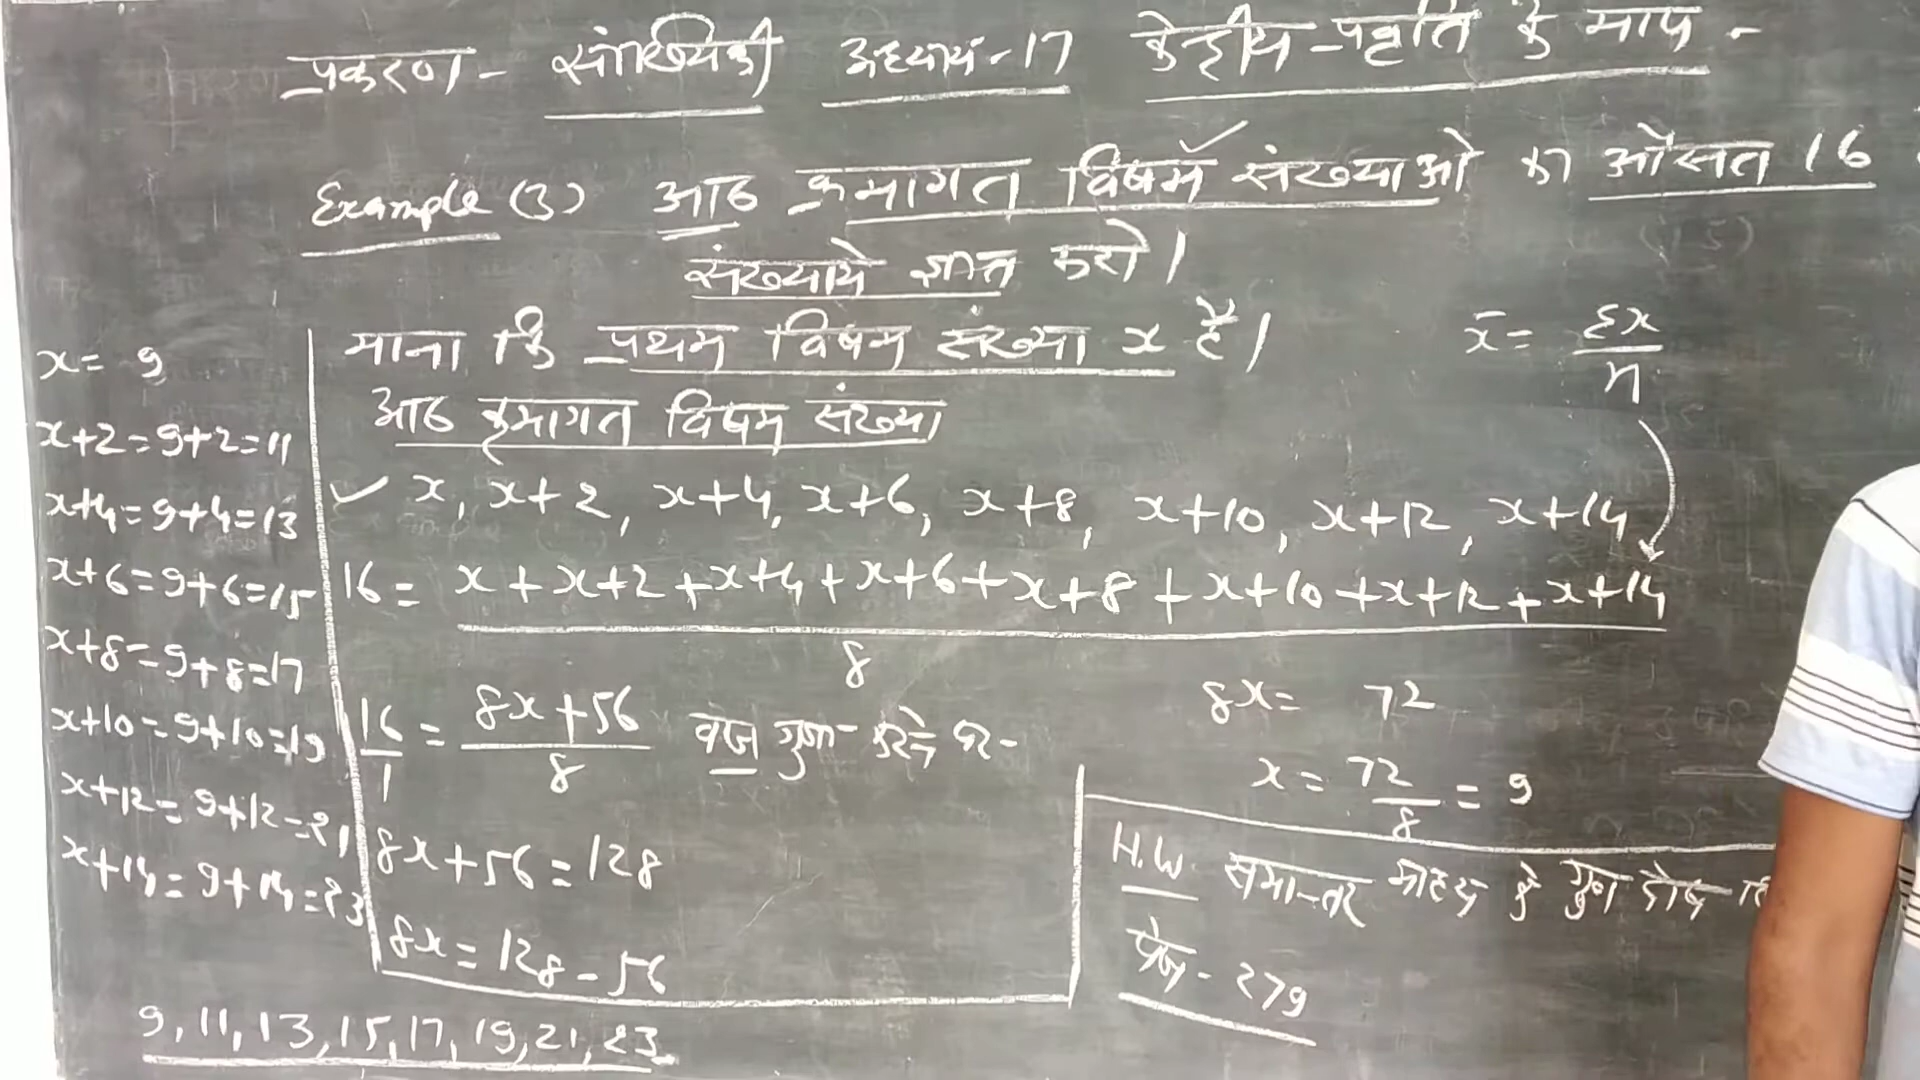 प्रकरण - सांख्यिकी अध्याय - 17 केन्द्रीय - प्रवृति के माप -
Example (3) आठ क्रमागत विषम संख्याओ का औसत 16
संख्याये ज्ञात करो।
माना कि प्रथम विषम संख्या x है।
x̄ = Σx/n
आठ क्रमागत विषम संख्या
x, x+2, x+4, x+6, x+8, x+10, x+12, x+14
16 = (x + x+2 + x+4 + x+6 + x+8 + x+10 + x+12 + x+14)/8
16/1 = (8x+56)/8 वज्र गुणा करने पर -
8x+56 = 128
8x = 128 - 56
8x = 72
x = 72/8 = 9
x = 9
x+2 = 9+2 = 11
x+4 = 9+4 = 13
x+6 = 9+6 = 15
x+8 = 9+8 = 17
x+10 = 9+10 = 19
x+12 = 9+12 = 21
x+14 = 9+14 = 23
9, 11, 13, 15, 17, 19, 21, 23
H.W. समान्तर माध्य के गुण दोष
पेज - 279